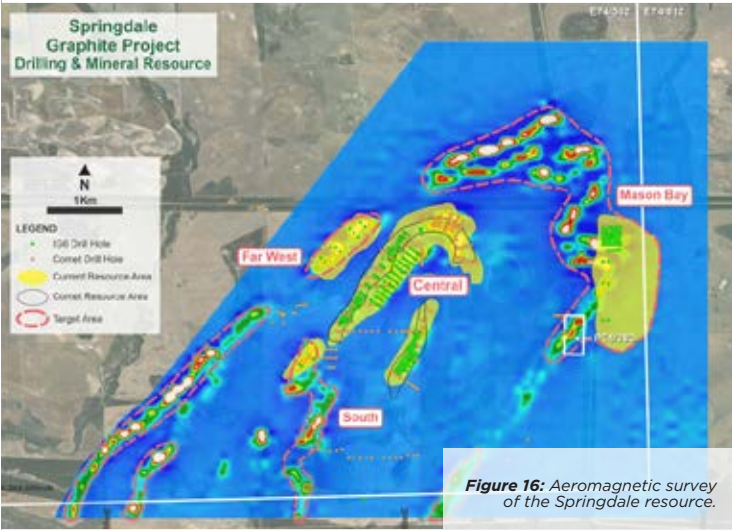 Springdale
Graphite Project
Drilling & Mineral Resource
N
1Km
LEGEND
IG6 Drill Hole
Comet Drill Hole
Current Resource Area
Comet Resource Area
Target Area
Mason Bay
Far West
Central
South
Figure 16: Aeromagnetic survey
of the Springdale resource.